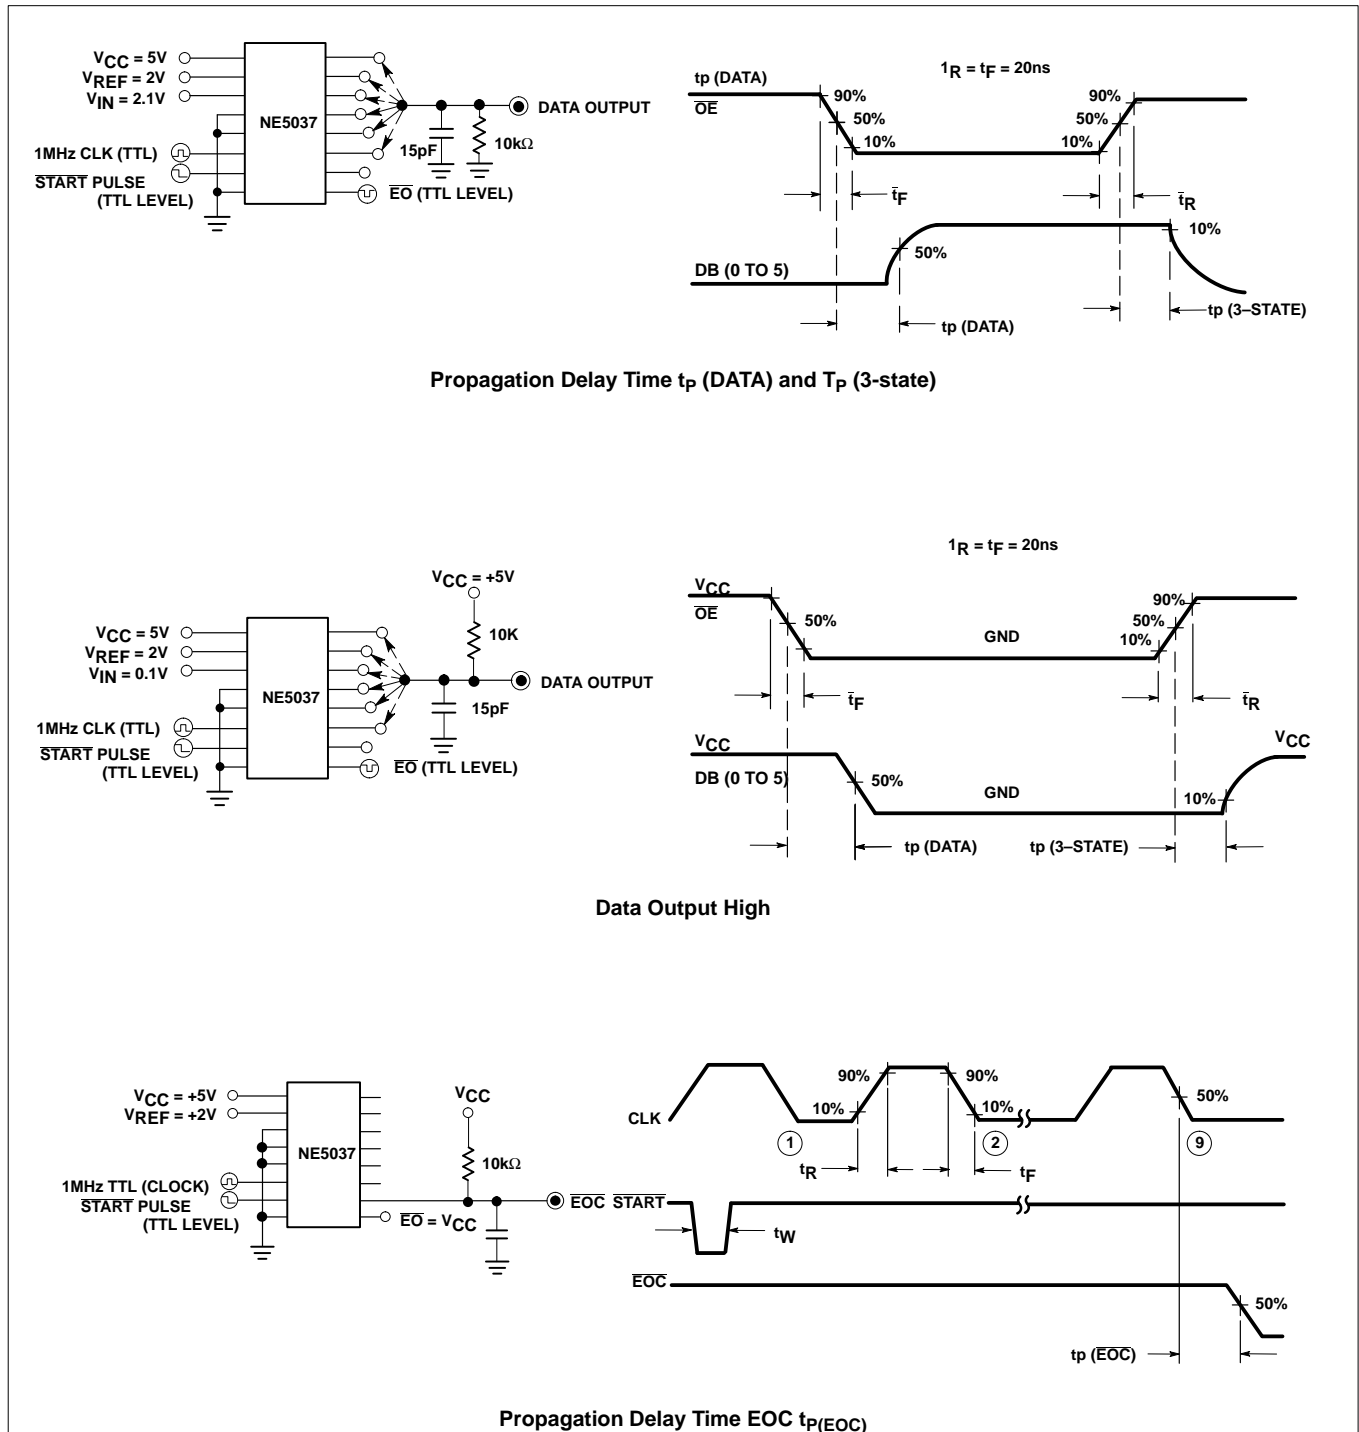 VCC = 5V
VREF = 2V
VIN = 2.1V
NE5037
1MHz CLK (TTL)
START PULSE
(TTL LEVEL)
15pF
10kΩ
DATA OUTPUT
EO (TTL LEVEL)
1R = tF = 20ns
tp (DATA)
OE
90%
50%
10%
90%
50%
10%
tF
tR
DB (0 TO 5)
50%
10%
tp (DATA)
tp (3–STATE)
Propagation Delay Time tP (DATA) and TP (3-state)
VCC = +5V
10K
VCC = 5V
VREF = 2V
VIN = 0.1V
NE5037
1MHz CLK (TTL)
START PULSE
(TTL LEVEL)
15pF
DATA OUTPUT
EO (TTL LEVEL)
1R = tF = 20ns
VCC
OE
50%
GND
90%
50%
10%
tF
tR
VCC
DB (0 TO 5)
50%
GND
10%
VCC
tp (DATA)
tp (3–STATE)
Data Output High
VCC = +5V
VREF = +2V
NE5037
1MHz TTL (CLOCK)
START PULSE
(TTL LEVEL)
VCC
10kΩ
EO = VCC
EOC
CLK
90%
10%
90%
10%
50%
1
2
9
tR
tF
START
tW
EOC
50%
tp (EOC)
Propagation Delay Time EOC tP(EOC)